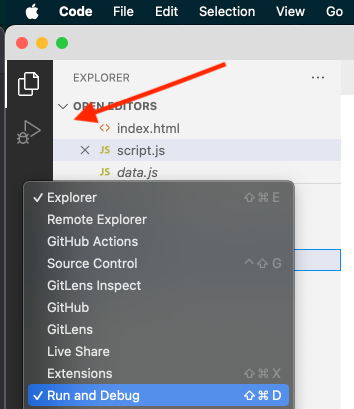 Code File Edit Selection View Go
EXPLORER ...
OPEN EDITORS
<> index.html
JS script.js
JS data.js
✓ Explorer ⇧⌘E
Remote Explorer
GitHub Actions
Source Control ^⇧G
GitLens Inspect
GitHub
GitLens
Live Share
Extensions ⇧⌘X
✓ Run and Debug ⇧⌘D